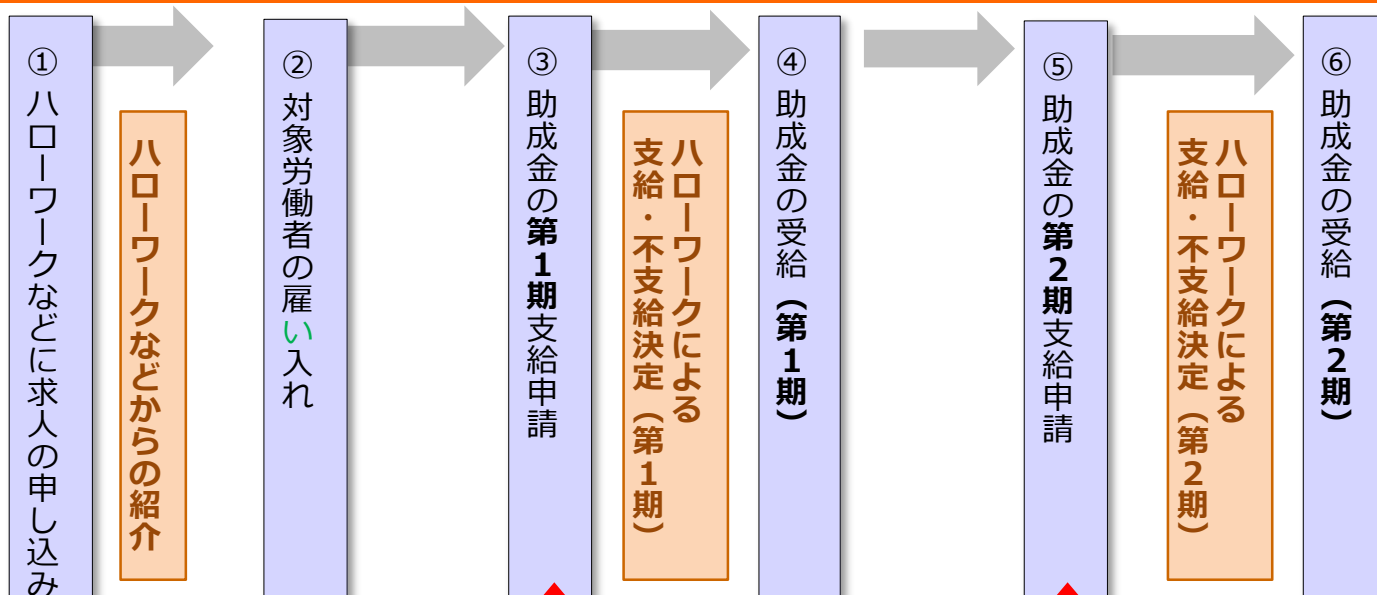 ① ハローワークなどに求人の申し込み
ハローワークなどからの紹介
② 対象労働者の雇い入れ
③ 助成金の第1期支給申請
ハローワークによる
支給・不支給決定（第1期）
④ 助成金の受給（第1期）
⑤ 助成金の第2期支給申請
ハローワークによる
支給・不支給決定（第2期）
⑥ 助成金の受給（第2期）